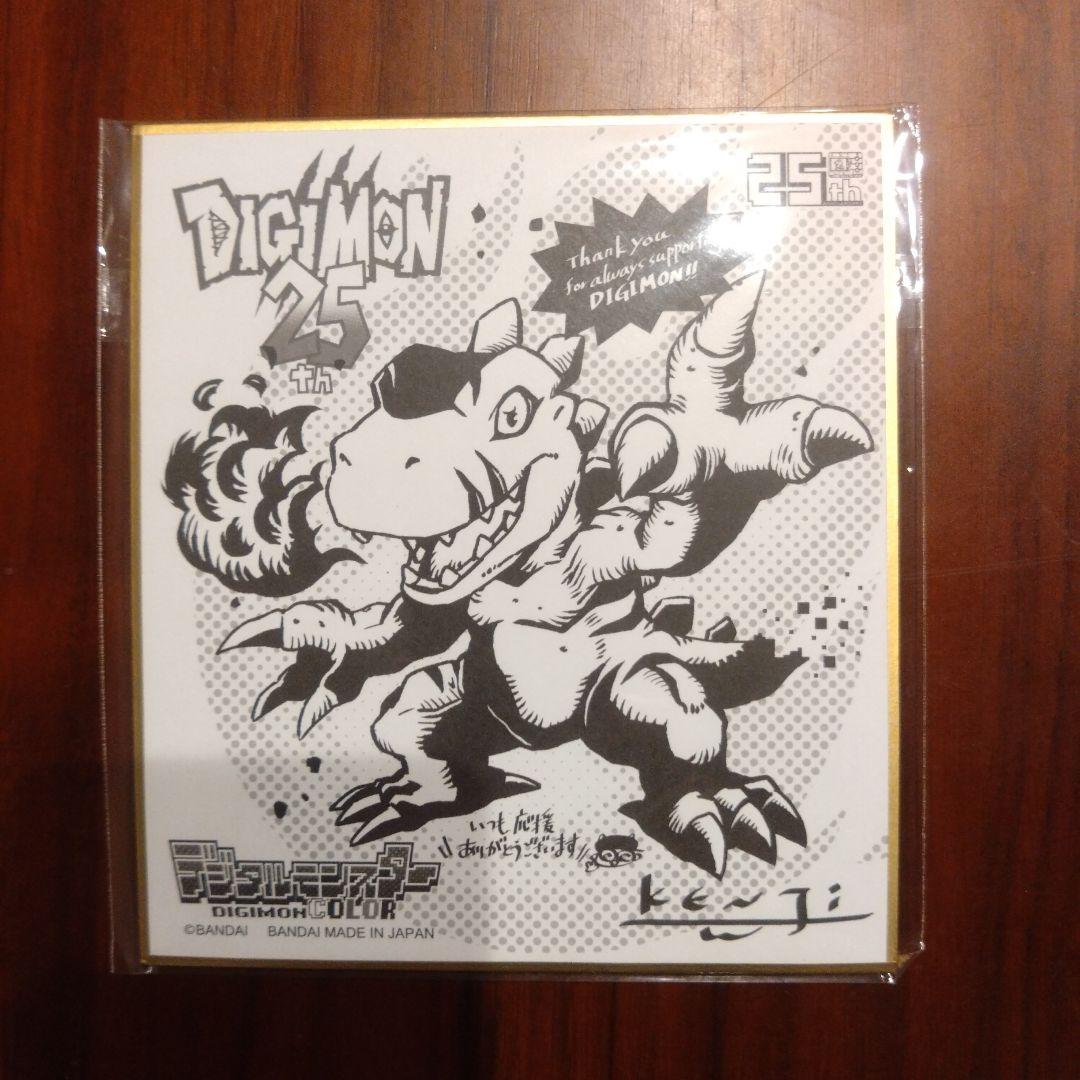 DIGIMON
25
th
25th
Thank you
for always support
DIGIMON!!
いつも応援
ありがとうございます
デジタルモンスター
DIGIMON COLOR
©BANDAI BANDAI MADE IN JAPAN
KENJi